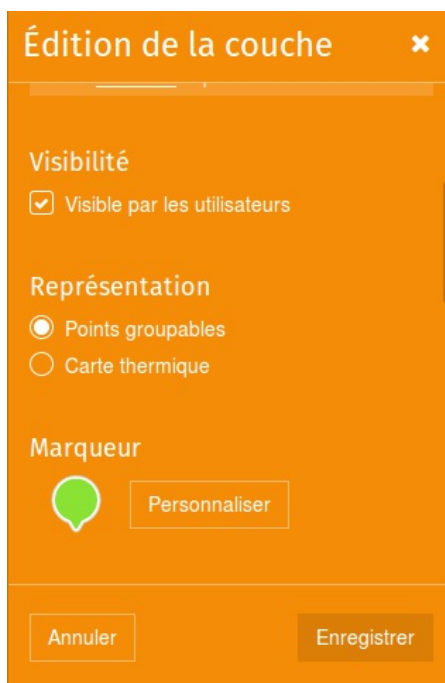 Édition de la couche
Visibilité
Visible par les utilisateurs
Représentation
Points groupables
Carte thermique
Marqueur
Personnaliser
Annuler
Enregistrer